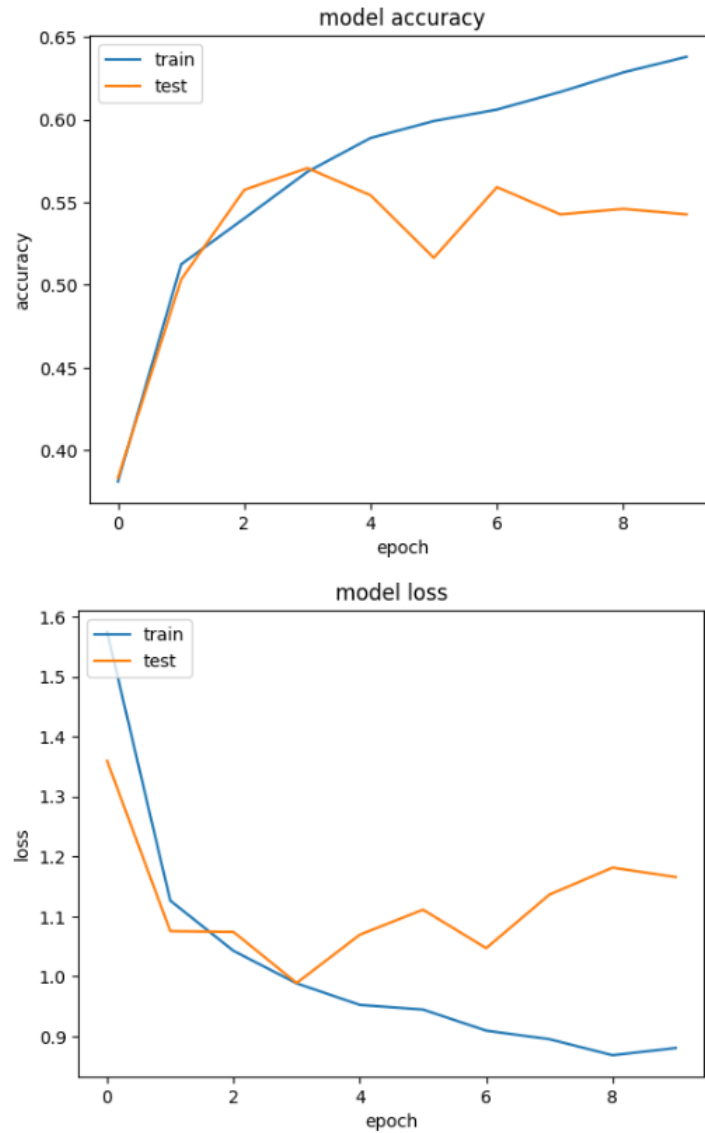 model accuracy
0.65
train
test
0.60
0.55
0.50
0.45
0.40
accuracy
0 2 4 6 8
epoch
model loss
1.6
train
test
1.5
1.4
1.3
1.2
1.1
1.0
0.9
loss
0 2 4 6 8
epoch